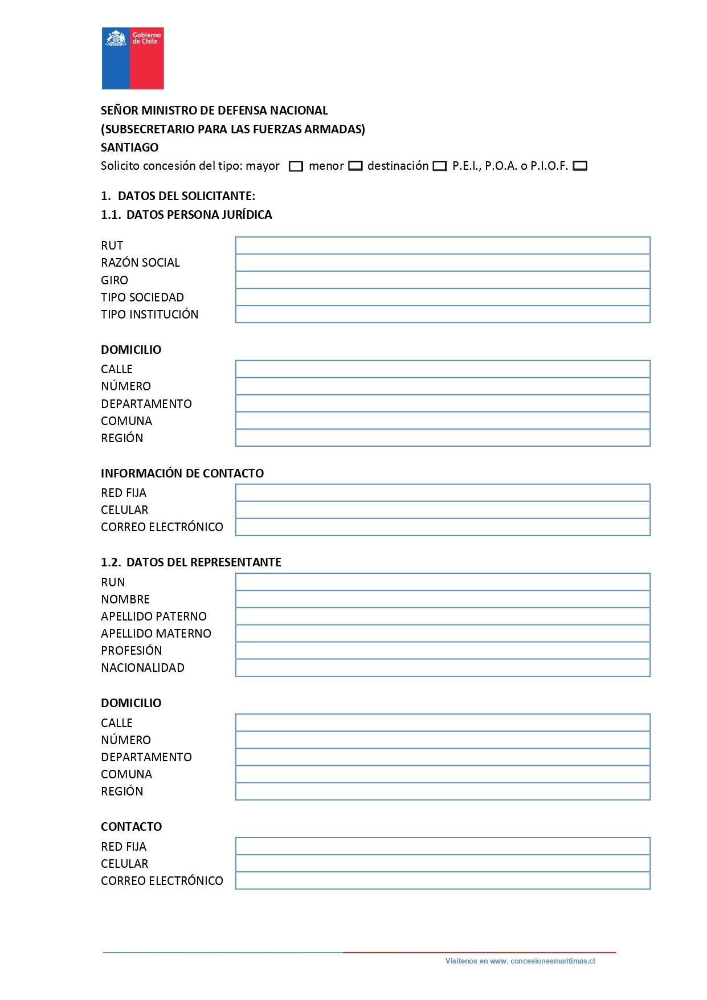 Gobierno
de Chile
SEÑOR MINISTRO DE DEFENSA NACIONAL
(SUBSECRETARIO PARA LAS FUERZAS ARMADAS)
SANTIAGO
Solicito concesión del tipo: mayor menor destinación P.E.I., P.O.A. o P.I.O.F.
1. DATOS DEL SOLICITANTE:
1.1. DATOS PERSONA JURÍDICA
RUT
RAZÓN SOCIAL
GIRO
TIPO SOCIEDAD
TIPO INSTITUCIÓN
DOMICILIO
CALLE
NÚMERO
DEPARTAMENTO
COMUNA
REGIÓN
INFORMACIÓN DE CONTACTO
RED FIJA
CELULAR
CORREO ELECTRÓNICO
1.2. DATOS DEL REPRESENTANTE
RUN
NOMBRE
APELLIDO PATERNO
APELLIDO MATERNO
PROFESIÓN
NACIONALIDAD
DOMICILIO
CALLE
NÚMERO
DEPARTAMENTO
COMUNA
REGIÓN
CONTACTO
RED FIJA
CELULAR
CORREO ELECTRÓNICO
Visítenos en www. concesionesmaritimas.cl